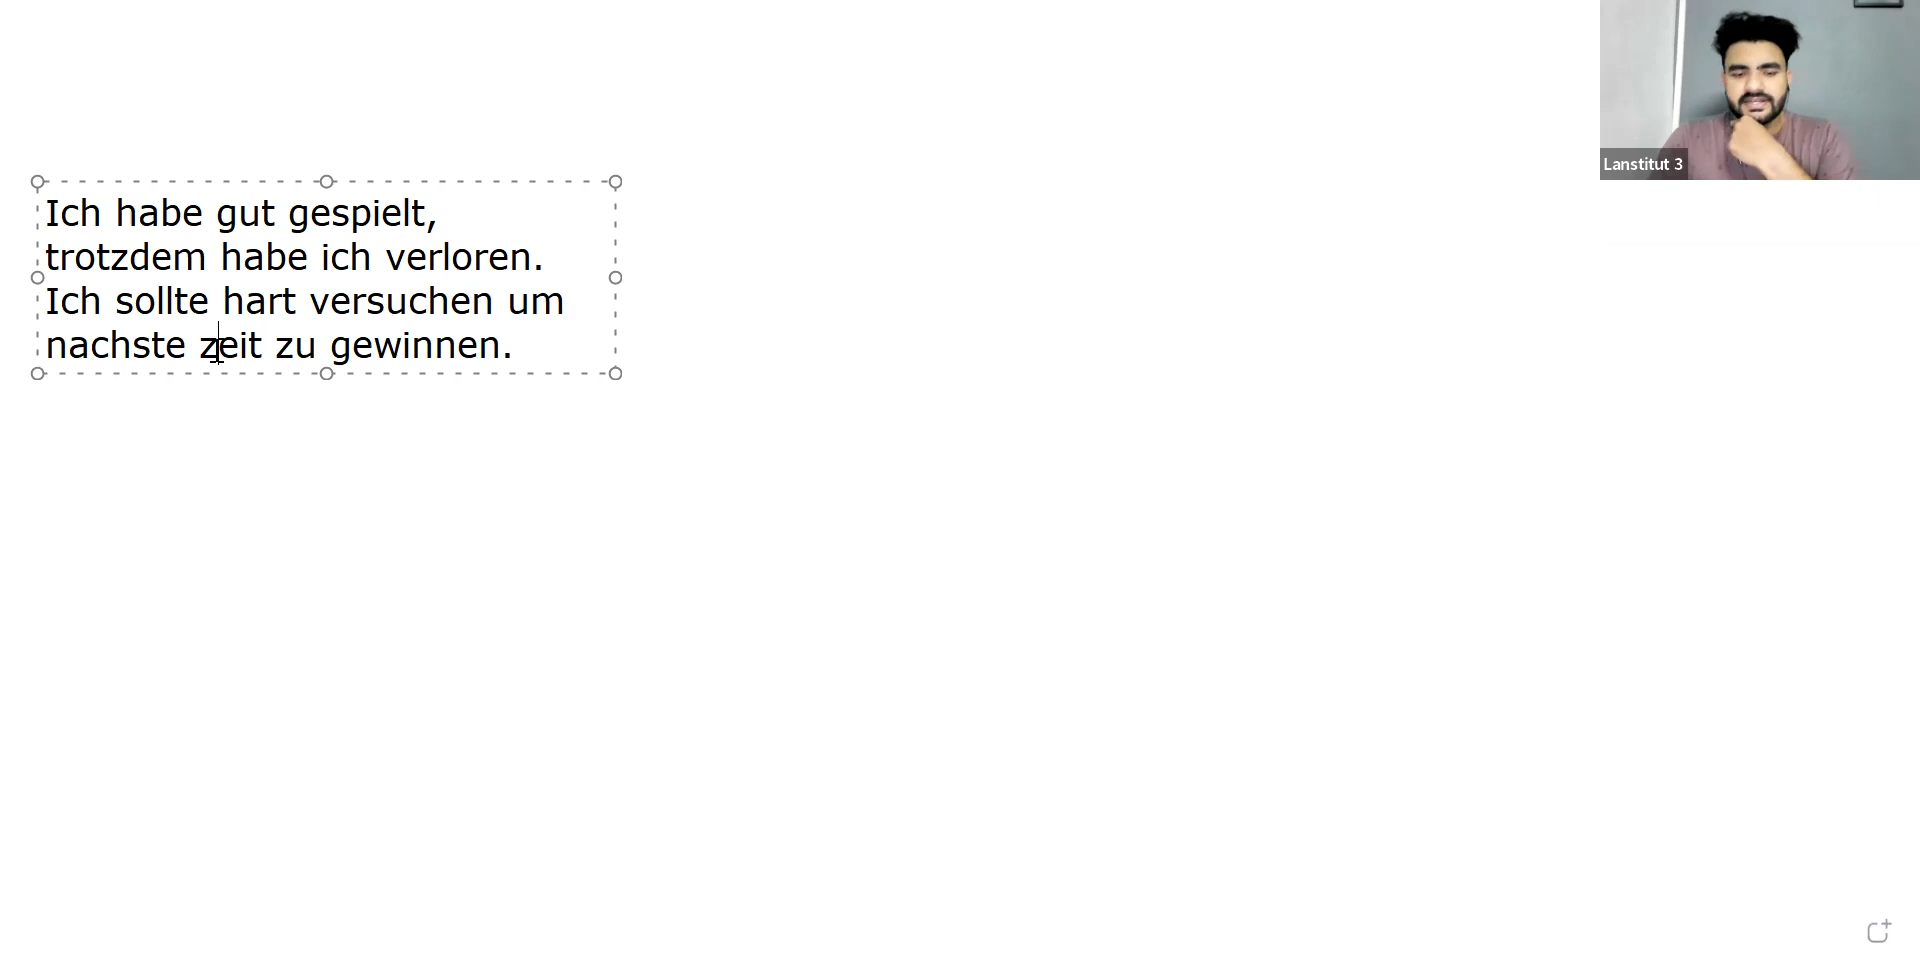 Ich habe gut gespielt,
trotzdem habe ich verloren.
Ich sollte hart versuchen um
nachste zeit zu gewinnen.
Lanstitut 3